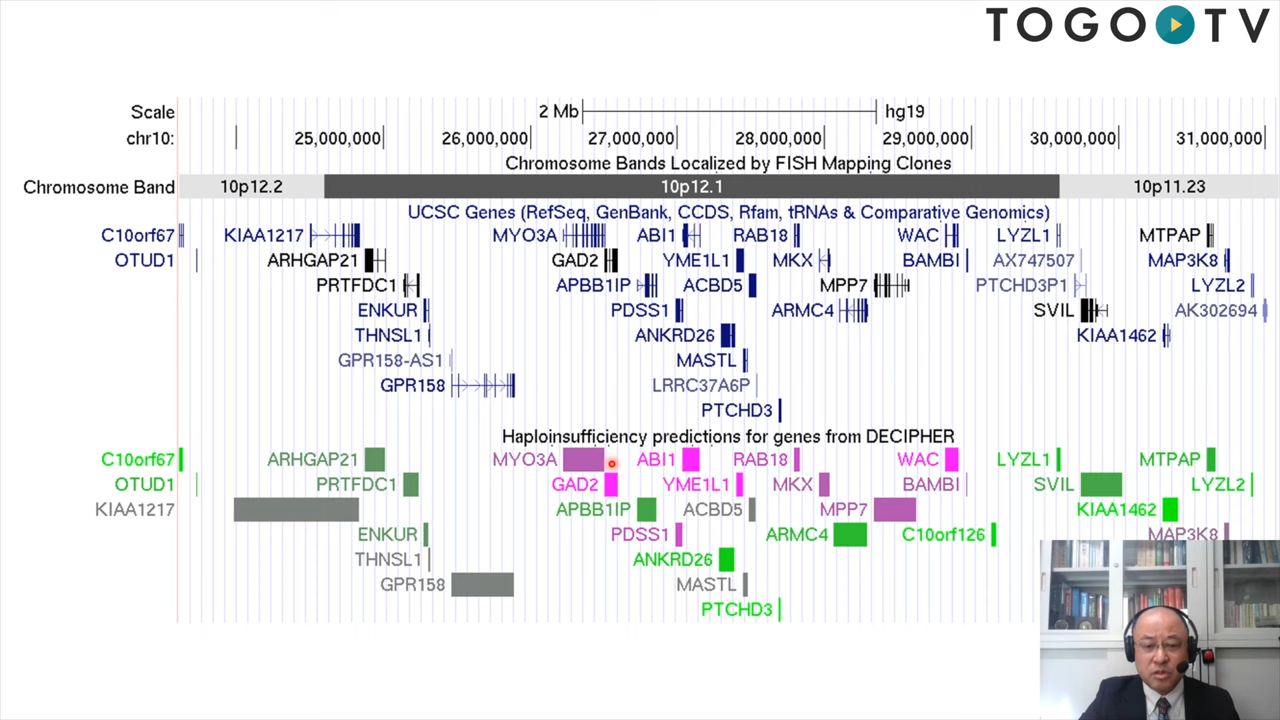 TOGO TV
Scale 2 Mb hg19
chr10: 25,000,000 26,000,000 27,000,000 28,000,000 29,000,000 30,000,000 31,000,000
Chromosome Bands Localized by FISH Mapping Clones
Chromosome Band 10p12.2 10p12.1 10p11.23
UCSC Genes (RefSeq, GenBank, CCDS, Rfam, tRNAs & Comparative Genomics)
C10orf67 KIAA1217 MYO3A ABI1 RAB18 WAC LYZL1 MTPAP
OTUD1 ARHGAP21 GAD2 YME1L1 MKX BAMBI AX747507 MAP3K8
PRTFDC1 APBB1IP ACBD5 MPP7 PTCHD3P1 LYZL2
ENKUR PDSS1 ARMC4 SVIL AK302694
THNSL1 ANKRD26 KIAA1462
GPR158-AS1 MASTL
GPR158 LRRC37A6P
PTCHD3
Haploinsufficiency predictions for genes from DECIPHER
C10orf67 ARHGAP21 MYO3A ABI1 RAB18 WAC LYZL1 MTPAP
OTUD1 PRTFDC1 GAD2 YME1L1 MKX BAMBI SVIL LYZL2
KIAA1217 APBB1IP ACBD5 MPP7 KIAA1462
ENKUR PDSS1 ARMC4 C10orf126 MAP3K8
THNSL1 ANKRD26
GPR158 MASTL
PTCHD3